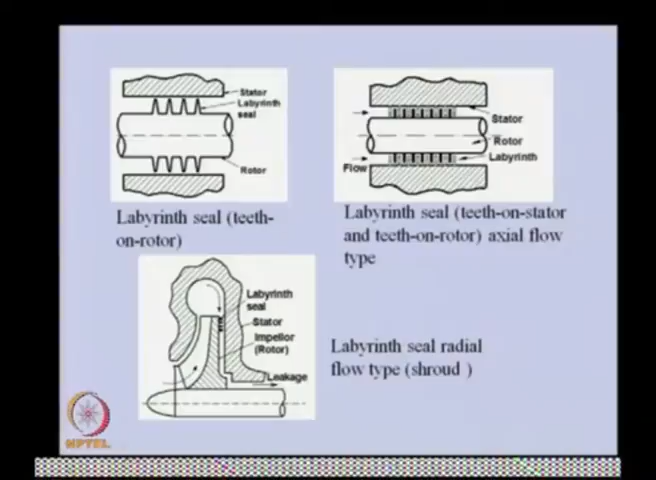 Stator
Labyrinth
seal
Rotor
Labyrinth seal (teeth-
on-rotor)
Stator
Rotor
Labyrinth
Flow
Labyrinth seal (teeth-on-stator
and teeth-on-rotor) axial flow
type
Labyrinth
seal
Stator
Impellor
(Rotor)
Leakage
Labyrinth seal radial
flow type (shroud )
NPTEL